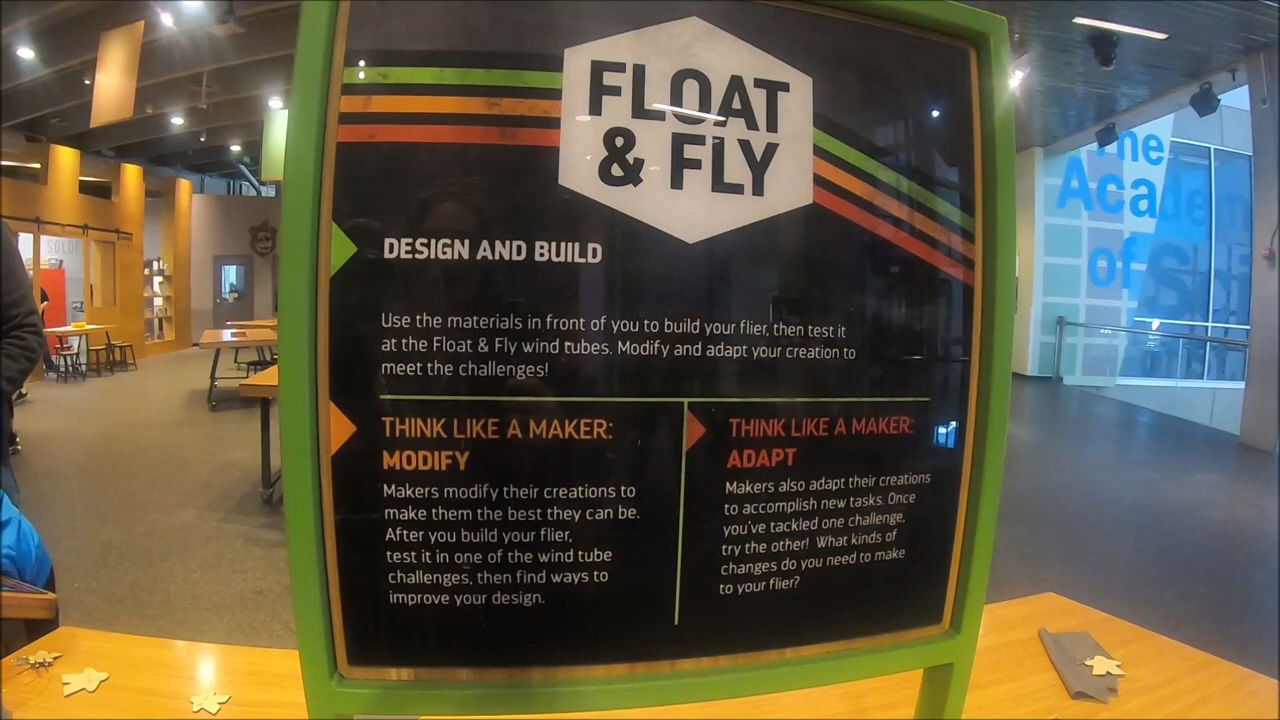 FLOAT
& FLY
DESIGN AND BUILD
Use the materials in front of you to build your flier, then test it
at the Float & Fly wind tubes. Modify and adapt your creation to
meet the challenges!
THINK LIKE A MAKER:
MODIFY
Makers modify their creations to
make them the best they can be.
After you build your flier,
test it in one of the wind tube
challenges, then find ways to
improve your design.
THINK LIKE A MAKER:
ADAPT
Makers also adapt their creations
to accomplish new tasks. Once
you've tackled one challenge,
try the other! What kinds of
changes do you need to make
to your flier?
The
Academ
of Sci